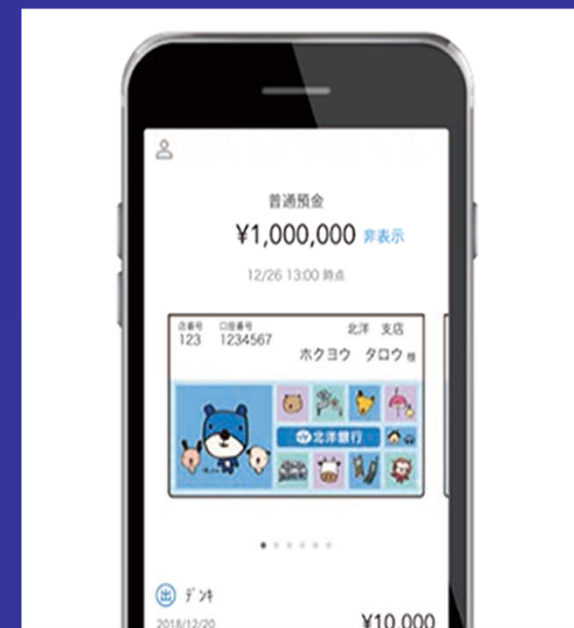 普通預金
¥1,000,000 非表示
12/26 13:00 時点
店番号 口座番号 北洋 支店
123 1234567
ホクヨウ タロウ 様
北洋銀行
出 デンキ
2018/12/20 ¥10,000